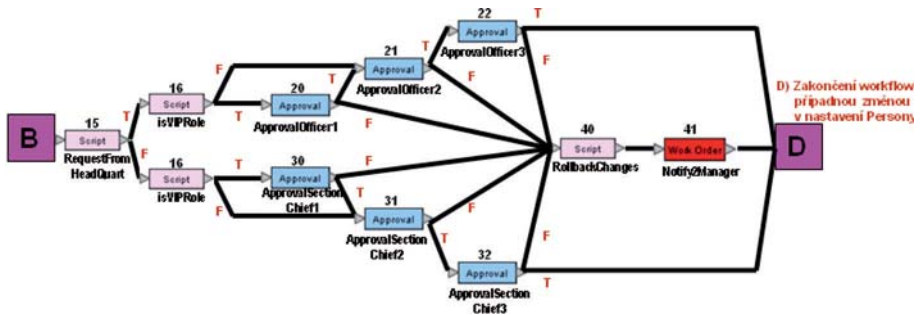 22
T
Approval
ApprovalOfficer3
21
T
F
Approval
ApprovalOfficer2
F
16
F
T
20
T
Script
isVIPRole
T
Approval
ApprovalOfficer1
F
D) Zakončení workflow
případnou změnou
v nastavení Persony
B
15
Script
RequestFrom
HeadQuart
F
40
Script
RollbackChanges
41
Work Order
Notify2Manager
D
16
Script
isVIPRole
T
F
30
Approval
ApprovalSection
Chief1
F
T
31
Approval
ApprovalSection
Chief2
F
T
32
Approval
ApprovalSection
Chief3
F
T